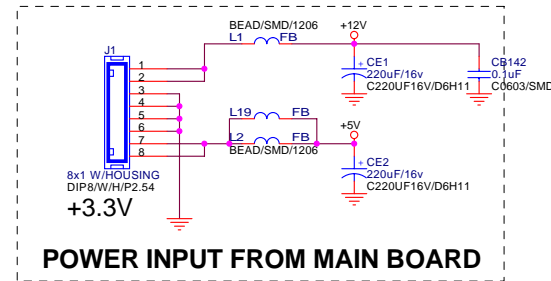 BEAD/SMD/1206
L1 FB
+12V
J1
1
2
3
4
5
6
7
8
+ CE1
220uF/16v
C220UF16V/D6H11
CB142
0.1uF
C0603/SMD
L19 FB
L2 FB
BEAD/SMD/1206
+5V
+ CE2
220uF/16v
C220UF16V/D6H11
8x1 W/HOUSING
DIP8/W/H/P2.54
+3.3V
POWER INPUT FROM MAIN BOARD